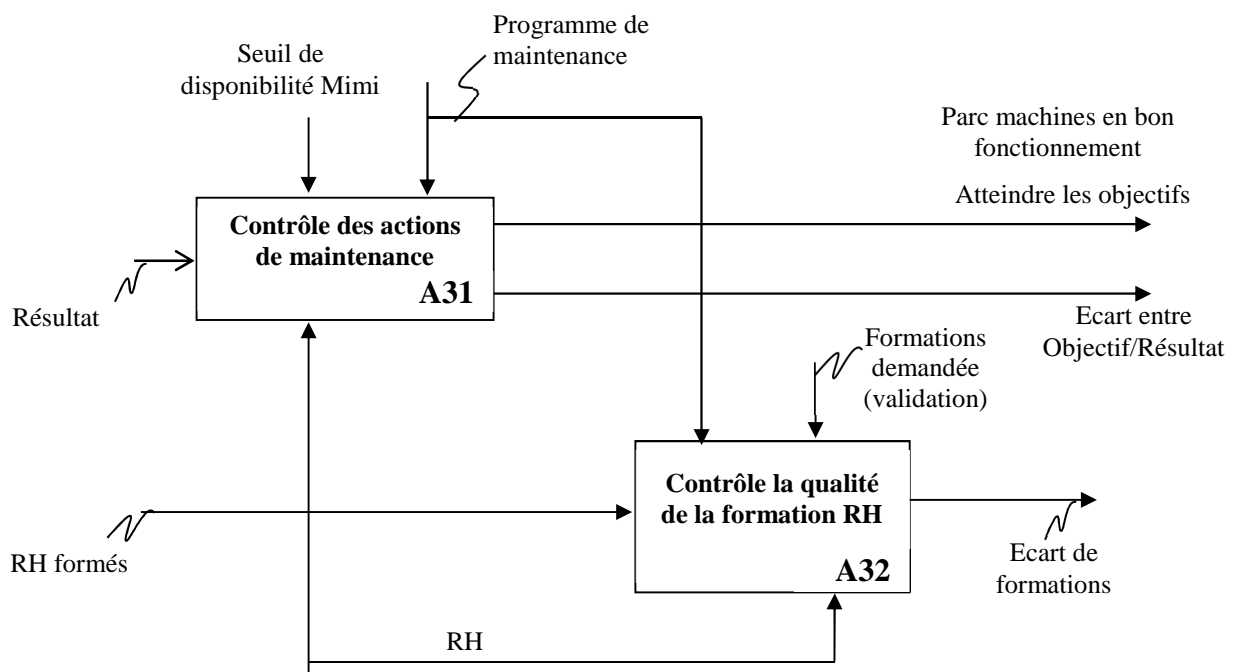 Programme de
maintenance
Seuil de
disponibilité Mimi
Parc machines en bon
fonctionnement
Atteindre les objectifs
Contrôle des actions
de maintenance
A31
Résultat
Ecart entre
Objectif/Résultat
Formations
demandée
(validation)
Contrôle la qualité
de la formation RH
A32
RH formés
Ecart de
formations
RH